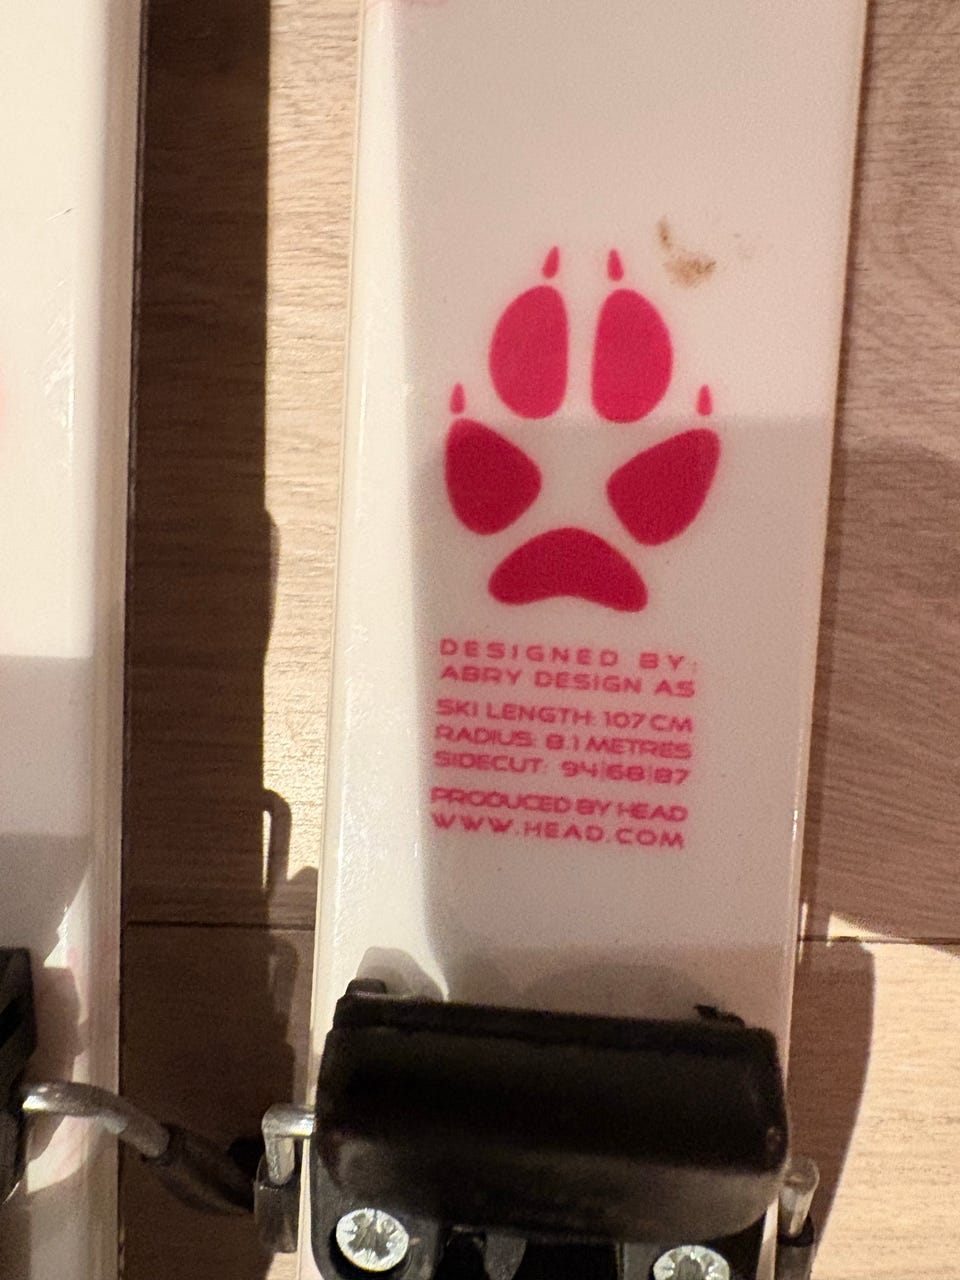 DESIGNED BY:
ABRY DESIGN AS
SKI LENGTH: 107 CM
RADIUS: 8.1 METRES
SIDECUT: 94|68|87
PRODUCED BY HEAD
WWW.HEAD.COM